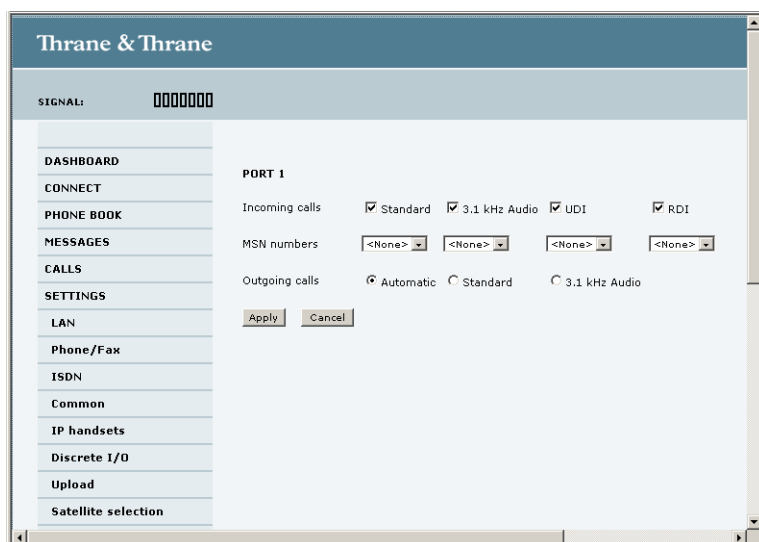 Thrane & Thrane
SIGNAL:
DASHBOARD
CONNECT
PHONE BOOK
MESSAGES
CALLS
SETTINGS
LAN
Phone/Fax
ISDN
Common
IP handsets
Discrete I/O
Upload
Satellite selection
PORT 1
Incoming calls Standard 3.1 kHz Audio UDI RDI
MSN numbers <None> <None> <None> <None>
Outgoing calls Automatic Standard 3.1 kHz Audio
Apply Cancel